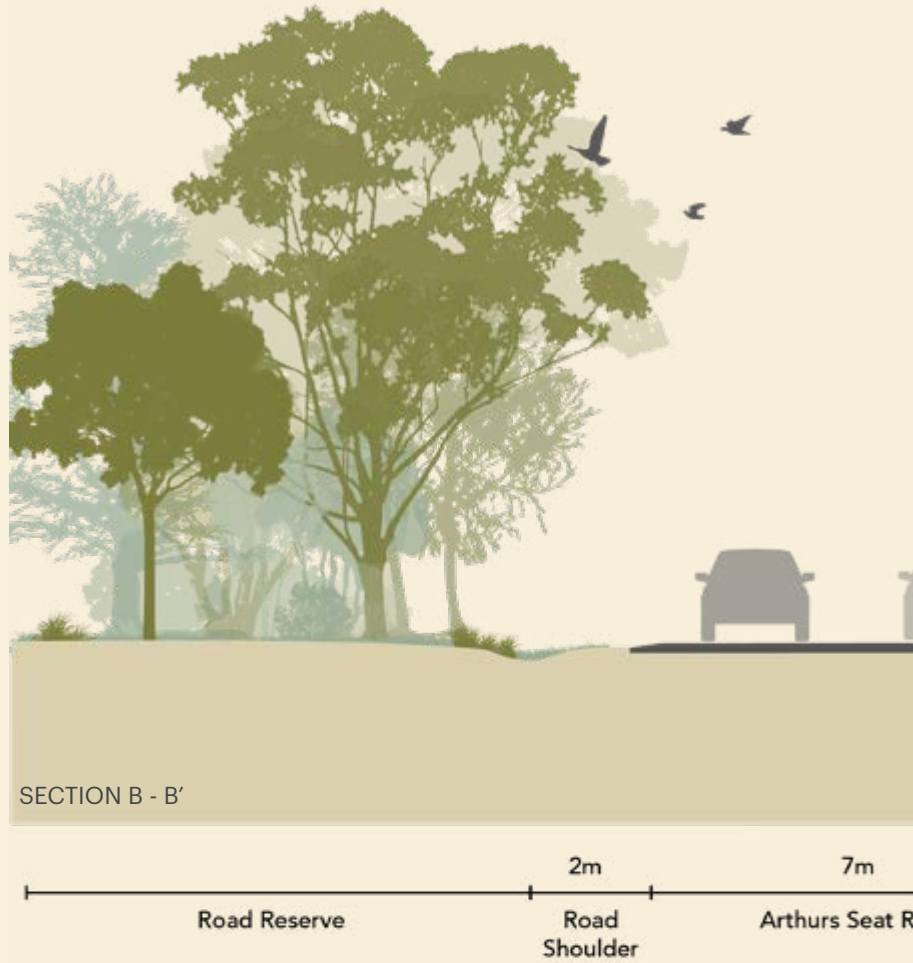 SECTION B - B'
2m
7m
Road Reserve
Road
Shoulder
Arthurs Seat R